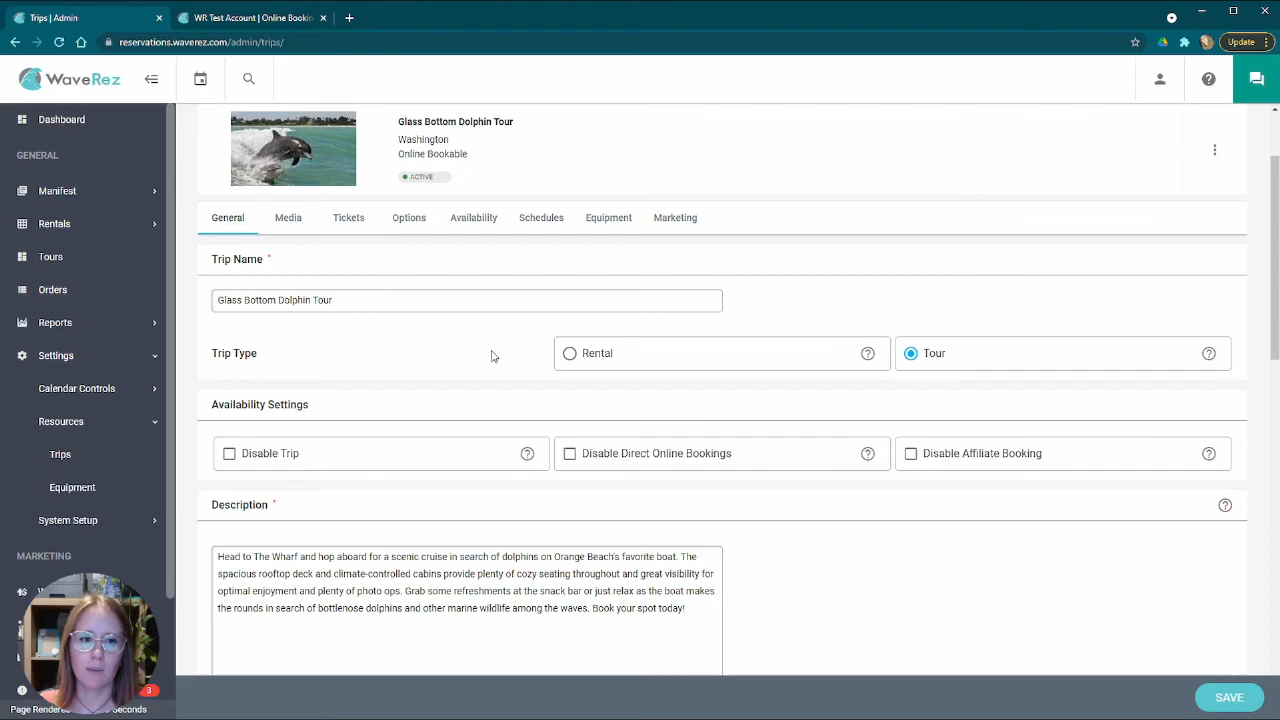 Trips | Admin
WR Test Account | Online Bookin
reservations.waverez.com/admin/trips/
Update
WaveRez
Dashboard
GENERAL
Manifest
Rentals
Tours
Orders
Reports
Settings
Calendar Controls
Resources
Trips
Equipment
System Setup
MARKETING
3
Page Rendere
Seconds
Glass Bottom Dolphin Tour
Washington
Online Bookable
ACTIVE
General Media Tickets Options Availability Schedules Equipment Marketing
Trip Name *
Glass Bottom Dolphin Tour
Trip Type
Rental
Tour
Availability Settings
Disable Trip
Disable Direct Online Bookings
Disable Affiliate Booking
Description *
Head to The Wharf and hop aboard for a scenic cruise in search of dolphins on Orange Beach's favorite boat. The
spacious rooftop deck and climate-controlled cabins provide plenty of cozy seating throughout and great visibility for
optimal enjoyment and plenty of photo ops. Grab some refreshments at the snack bar or just relax as the boat makes
the rounds in search of bottlenose dolphins and other marine wildlife among the waves. Book your spot today!
SAVE